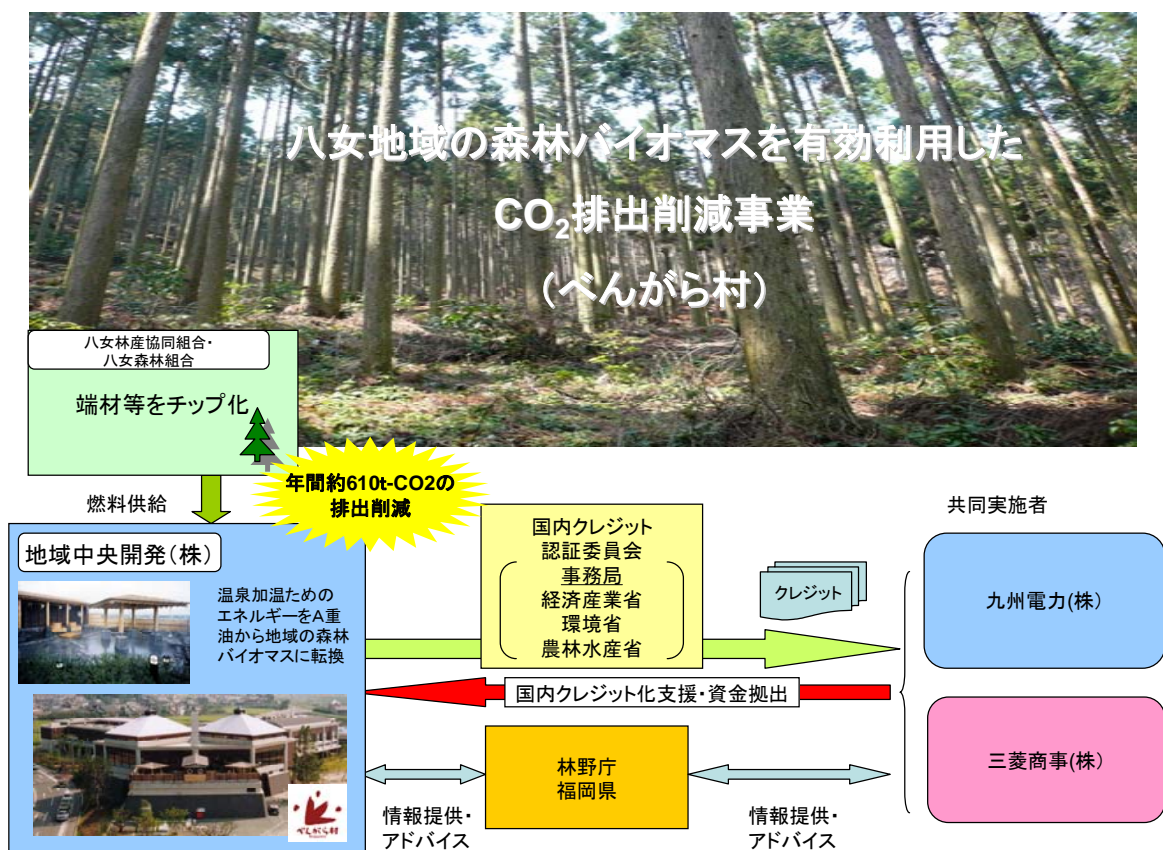 八女地域の森林バイオマスを有効利用した
CO₂排出削減事業
（べんがら村）
八女林産協同組合・
八女森林組合
端材等をチップ化
年間約610t-CO2の
排出削減
燃料供給
地域中央開発（株）
温泉加温ための
エネルギーをA重
油から地域の森林
バイオマスに転換
べんがら村
国内クレジット
認証委員会
事務局
経済産業省
環境省
農林水産省
クレジット
国内クレジット化支援・資金拠出
林野庁
福岡県
情報提供・
アドバイス
情報提供・
アドバイス
共同実施者
九州電力(株）
三菱商事(株）